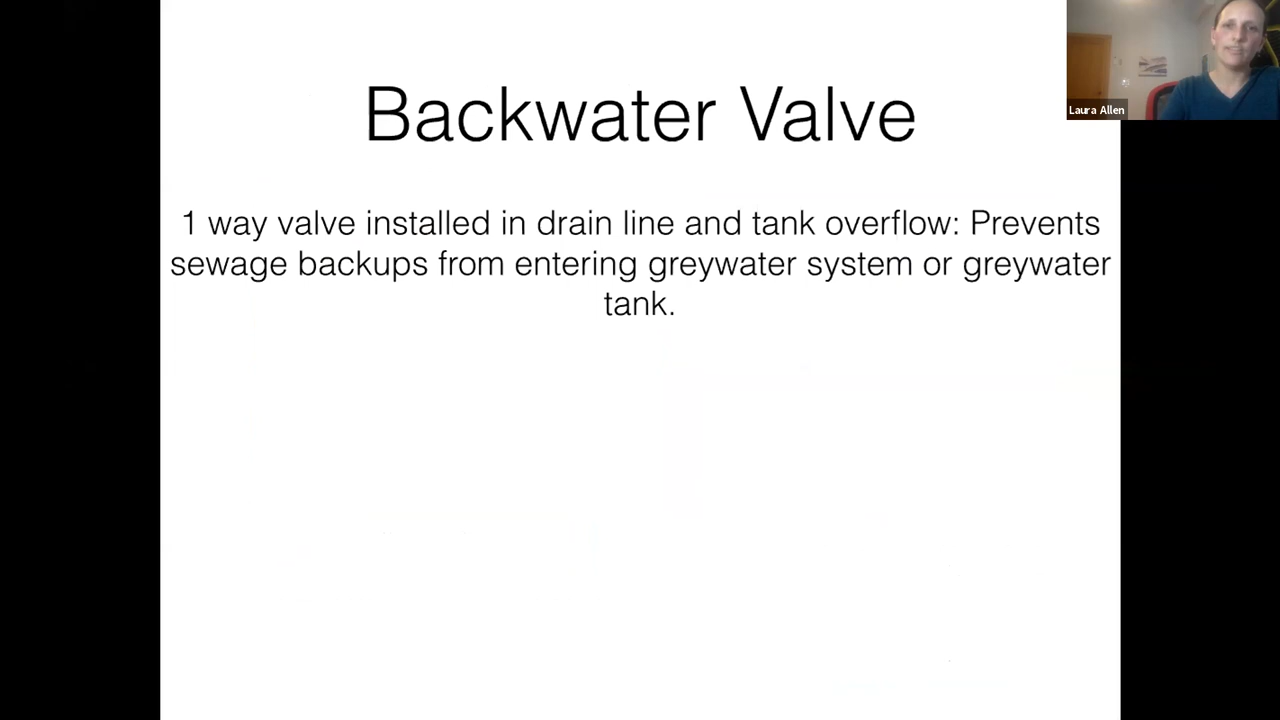 Backwater Valve
1 way valve installed in drain line and tank overflow: Prevents
sewage backups from entering greywater system or greywater
tank.
Laura Allen